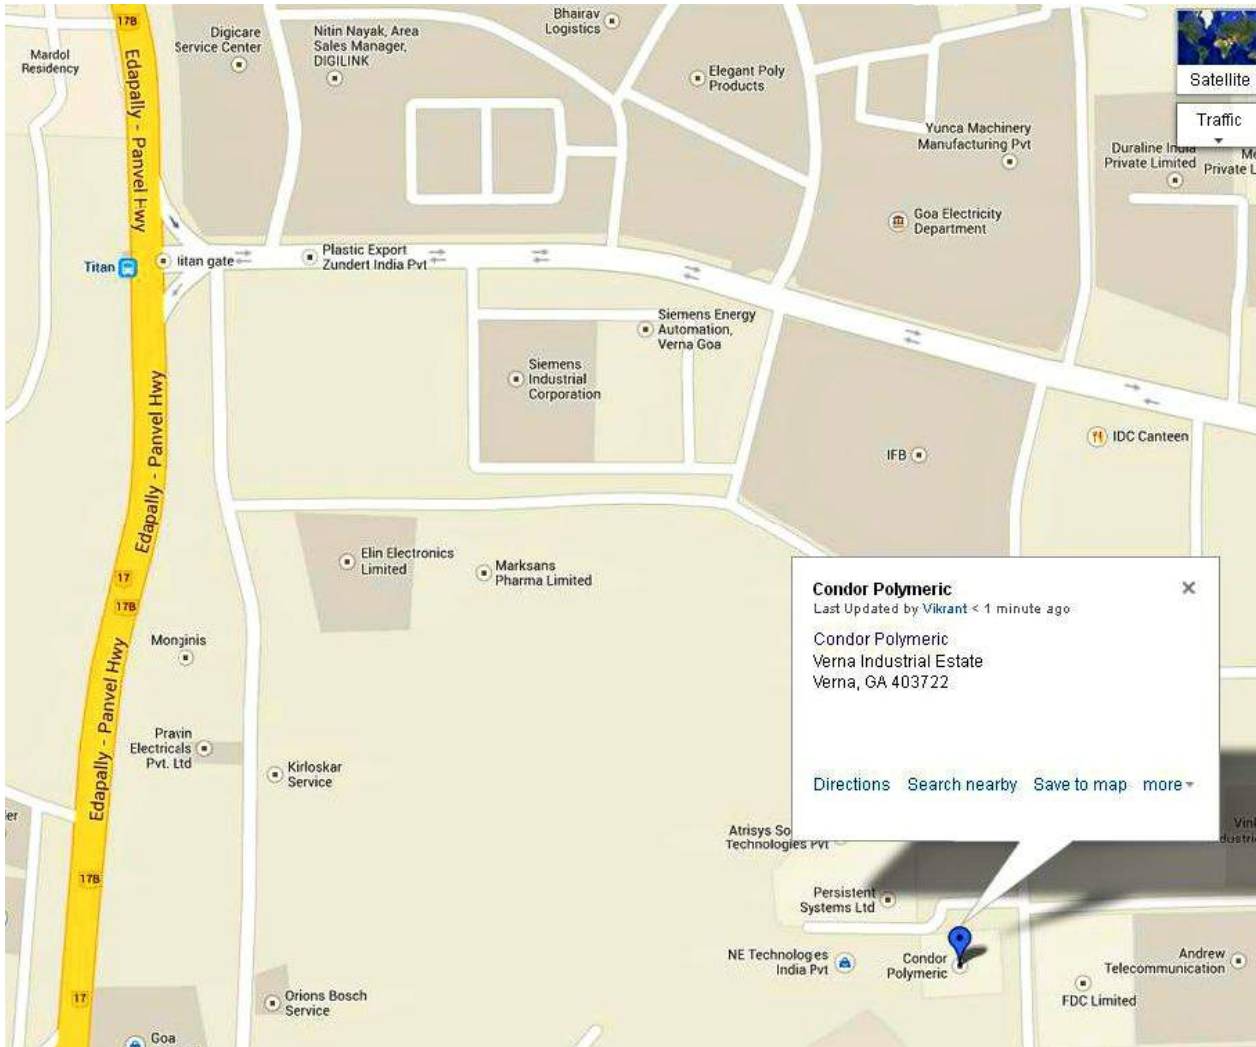 17B
Mardol
Residency
Digicare
Service Center
Nitin Nayak, Area
Sales Manager,
DIGILINK
Bhairav
Logistics
Elegant Poly
Products
Yunca Machinery
Manufacturing Pvt
Satellite
Traffic
Duraline India
Private Limited
Private L
Edapally - Panvel Hwy
Goa Electricity
Department
Titan
Titan gate
Plastic Export
Zundert India Pvt
Siemens Energy
Automation,
Verna Goa
Siemens
Industrial
Corporation
Edapally - Panvel Hwy
IDC Canteen
IFB
Elin Electronics
Limited
Marksans
Pharma Limited
17
17B
Monginis
Edapally - Panvel Hwy
Pravin
Electricals
Pvt. Ltd
Kirloskar
Service
Condor Polymeric
Last Updated by Vikrant < 1 minute ago
Condor Polymeric
Verna Industrial Estate
Verna, GA 403722
Directions Search nearby Save to map more
Atrisys So
Technologies Pvt
17B
Persistent
Systems Ltd
NE Technologies
India Pvt
Condor
Polymeric
Andrew
Telecommunication
FDC Limited
17
Orions Bosch
Service
Goa